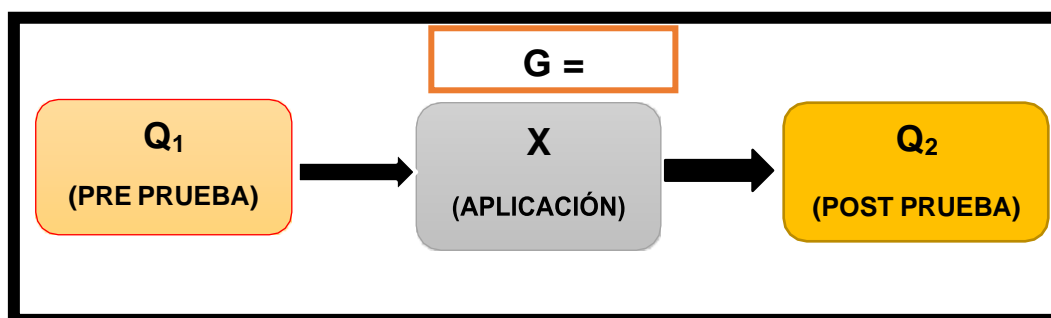 G =
Q₁
(PRE PRUEBA)
X
(APLICACIÓN)
Q₂
(POST PRUEBA)